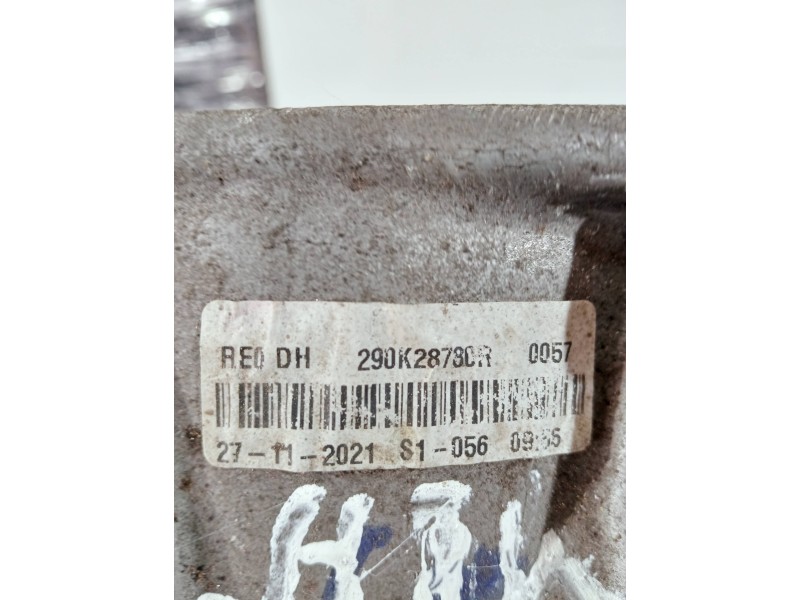 RE0 DH 290K28780R 0057
27-11-2021 S1-056 09:55